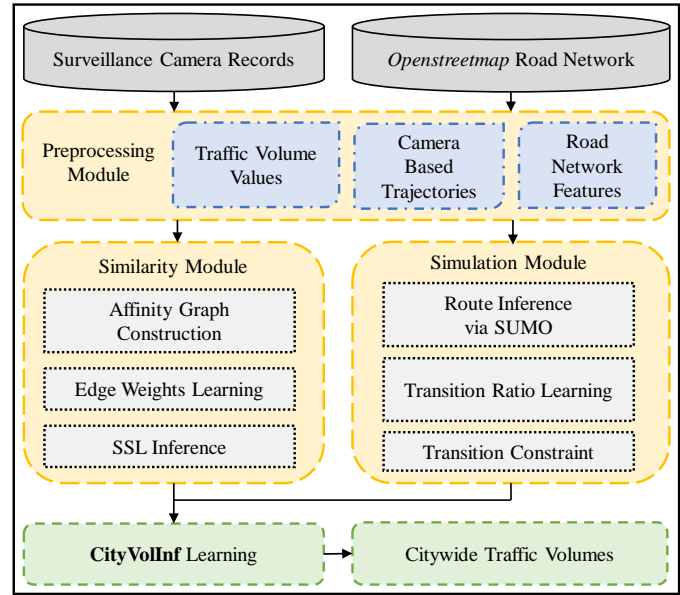 Surveillance Camera Records
Openstreetmap Road Network
Preprocessing
Module
Traffic Volume
Values
Camera
Based
Trajectories
Road
Network
Features
Similarity Module
Affinity Graph
Construction
Edge Weights Learning
SSL Inference
Simulation Module
Route Inference
via SUMO
Transition Ratio Learning
Transition Constraint
CityVolInf Learning
Citywide Traffic Volumes